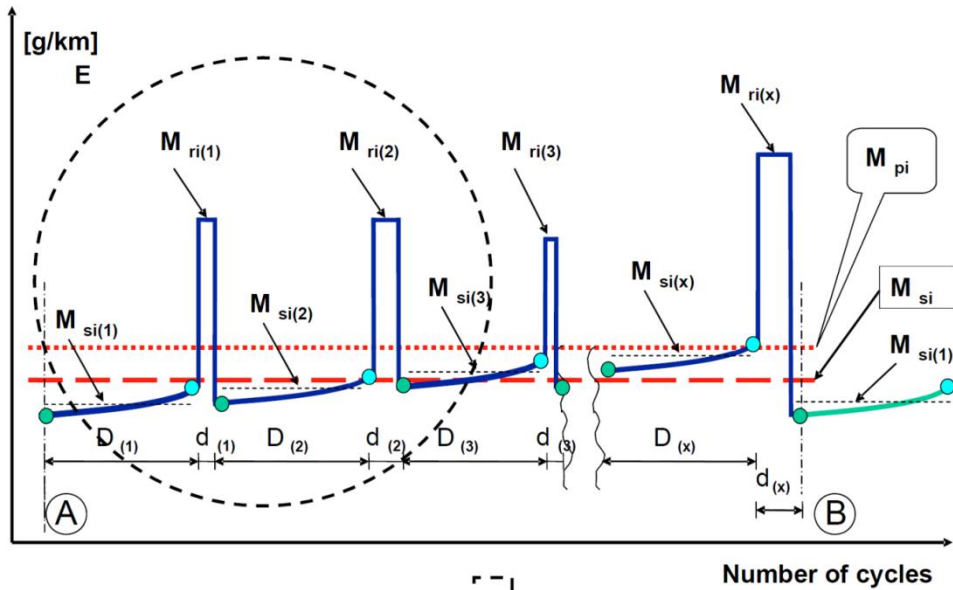 [g/km]
E
M ri(1)
M ri(2)
M ri(3)
M ri(x)
M pi
M si(1)
M si(2)
M si(3)
M si(x)
M si
M si(1)
D (1)
d (1)
D (2)
d (2)
D (3)
d (3)
D (x)
d (x)
A
B
Number of cycles